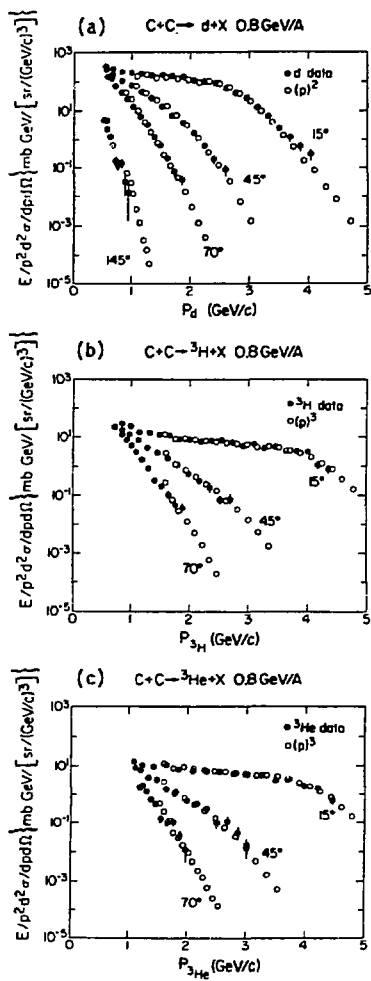 (a) C+C → d+X 0.8GeV/A
E/p²d²σ/dpdΩ}mb GeV/[sr/(GeV/c)³]{
10³
10¹
10⁻¹
10⁻³
10⁻⁵
● d data
○ (p)²
15°
45°
70°
145°
0 1 2 3 4 5
P_d (GeV/c)
(b) C+C→³H+X 0.8GeV/A
E/p²d²σ/dpdΩ}mb GeV/[sr/(GeV/c)³]{
10³
10¹
10⁻¹
10⁻³
10⁻⁵
● ³H data
○ (p)³
15°
45°
70°
0 1 2 3 4 5
P_³H (GeV/c)
(c) C+C→³He+X 0.8GeV/A
E/p²d²σ/dpdΩ}mb GeV/[sr/(GeV/c)³]{
10³
10¹
10⁻¹
10⁻³
10⁻⁵
● ³He data
○ (p)³
15°
45°
70°
0 1 2 3 4 5
P_³He (GeV/c)